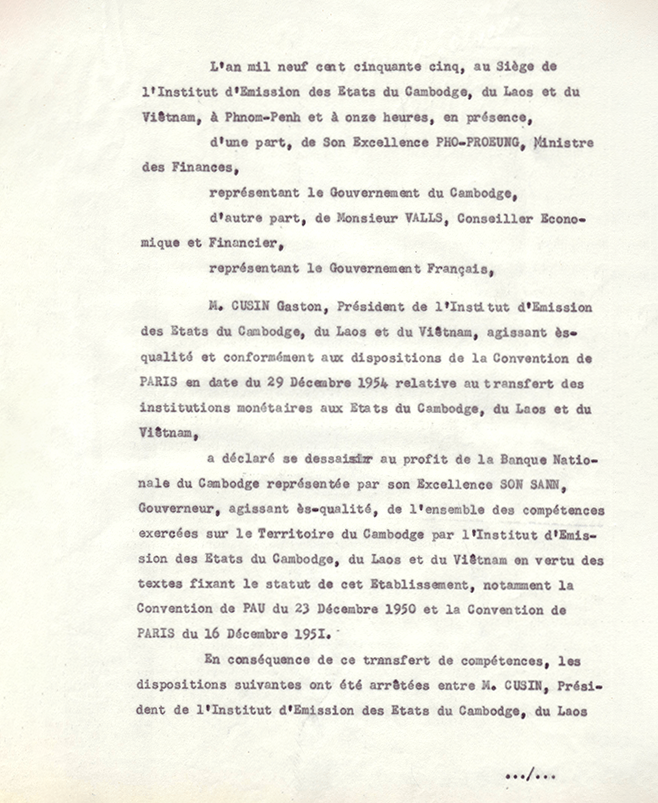 L'an mil neuf cent cinquante cinq, au Siège de
l'Institut d'Emission des Etats du Cambodge, du Laos et du
Viêtnam, à Phnom-Penh et à onze heures, en présence,
d'une part, de Son Excellence PHO-PROEUNG, Ministre
des Finances,
représentant le Gouvernement du Cambodge,
d'autre part, de Monsieur VALLS, Conseiller Econo-
mique et Financier,
représentant le Gouvernement Français,
M. CUSIN Gaston, Président de l'Institut d'Emission
des Etats du Cambodge, du Laos et du Viêtnam, agissant ès-
qualité et conformément aux dispositions de la Convention de
PARIS en date du 29 Décembre 1954 relative au transfert des
institutions monétaires aux Etats du Cambodge, du Laos et du
Viêtnam,
a déclaré se dessaisir au profit de la Banque Natio-
nale du Cambodge représentée par son Excellence SON SANN,
Gouverneur, agissant ès-qualité, de l'ensemble des compétences
exercées sur le Territoire du Cambodge par l'Institut d'Emis-
sion des Etats du Cambodge, du Laos et du Viêtnam en vertu des
textes fixant le statut de cet Etablissement, notamment la
Convention de PAU du 23 Décembre 1950 et la Convention de
PARIS du 16 Décembre 195I.
En conséquence de ce transfert de compétences, les
dispositions suivantes ont été arrêtées entre M. CUSIN, Prési-
dent de l'Institut d'Emission des Etats du Cambodge, du Laos
.../...